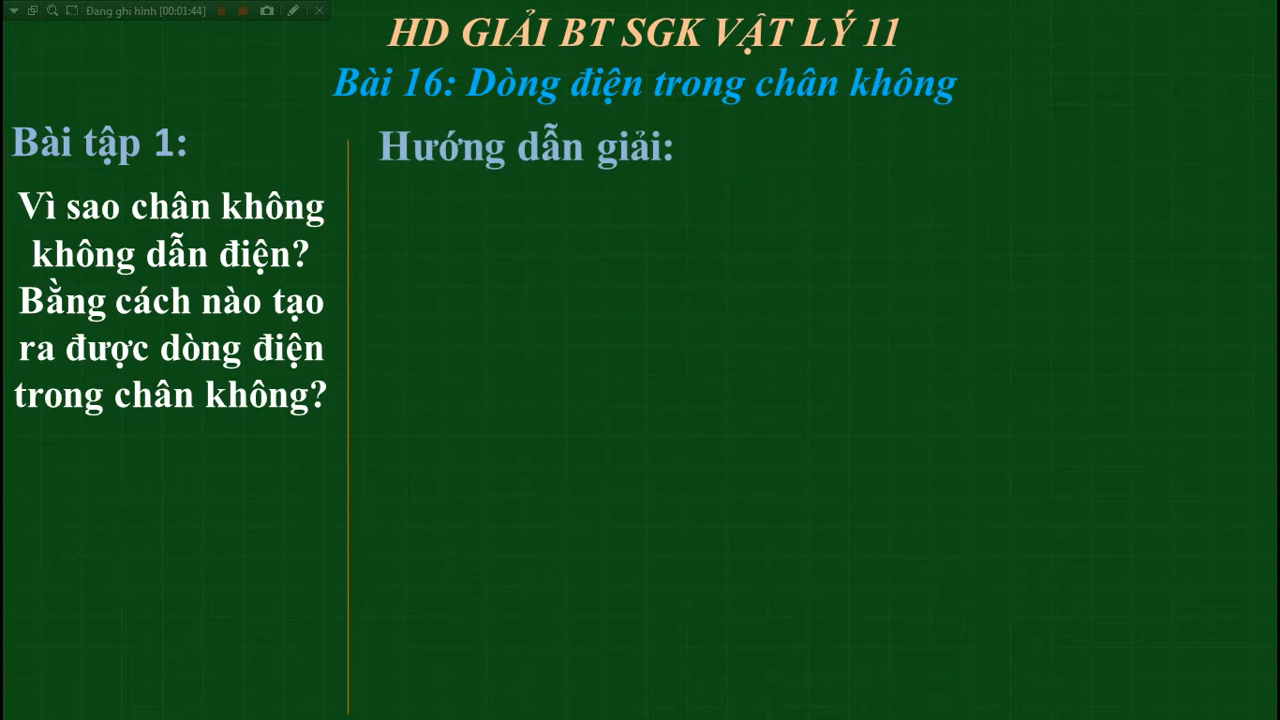 Đang ghi hình [00:01:44]
HD GIẢI BT SGK VẬT LÝ 11
Bài 16: Dòng điện trong chân không
Bài tập 1:
Vì sao chân không
không dẫn điện?
Bằng cách nào tạo
ra được dòng điện
trong chân không?
Hướng dẫn giải: